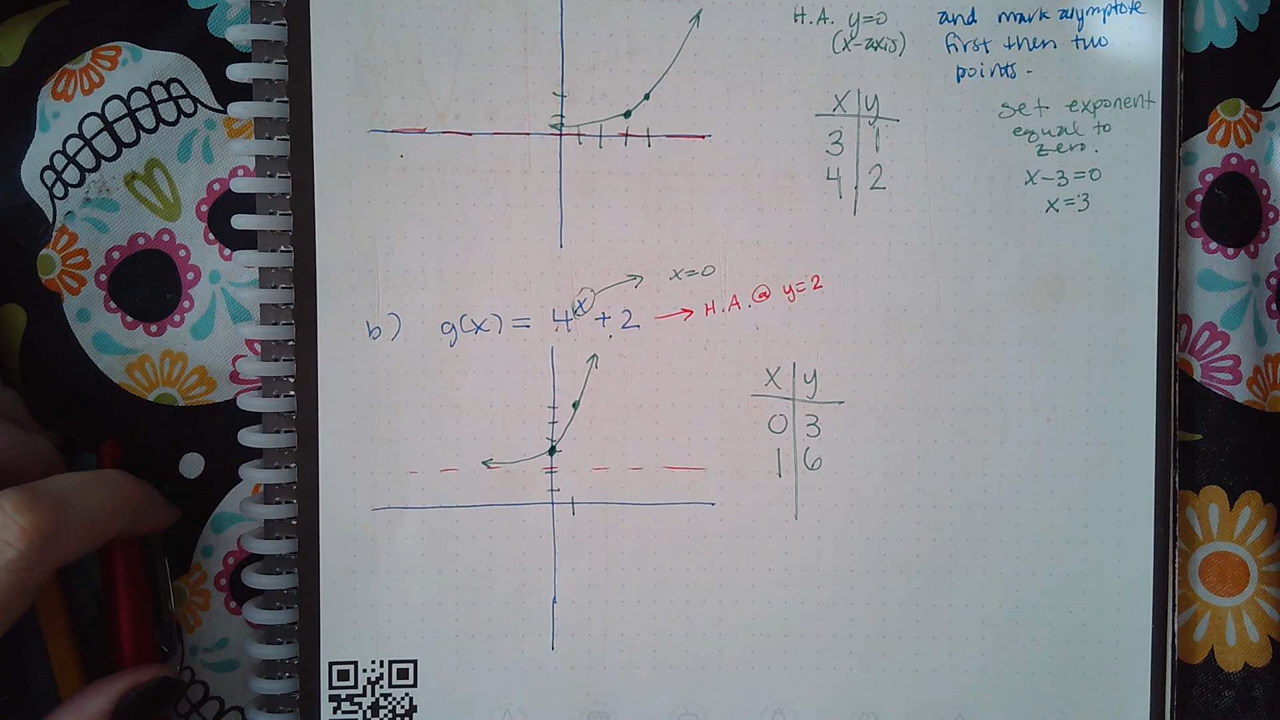 H.A. y=0
(x-axis)
and mark asymptote
first then two
points.
x y
3 1
4 2
set exponent
equal to
zero.
x-3=0
x=3
x=0
b) g(x) = 4^x + 2 → H.A. @ y=2
x y
0 3
1 6